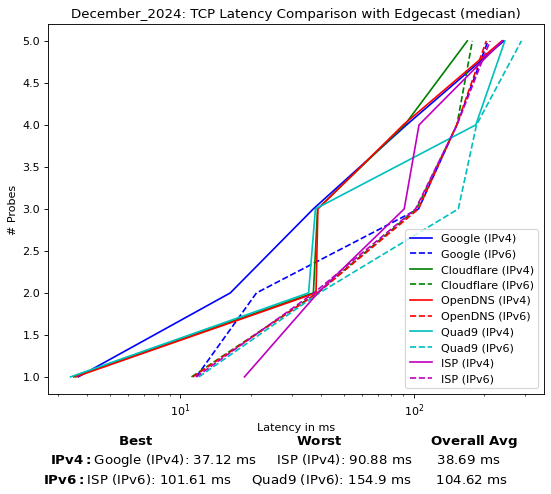 December_2024: TCP Latency Comparison with Edgecast (median)
# Probes
5.0
4.5
4.0
3.5
3.0
2.5
2.0
1.5
1.0
Google (IPv4)
Google (IPv6)
Cloudflare (IPv4)
Cloudflare (IPv6)
OpenDNS (IPv4)
OpenDNS (IPv6)
Quad9 (IPv4)
Quad9 (IPv6)
ISP (IPv4)
ISP (IPv6)
10¹ 10²
Latency in ms
Best Worst Overall Avg
IPv4: Google (IPv4): 37.12 ms ISP (IPv4): 90.88 ms 38.69 ms
IPv6: ISP (IPv6): 101.61 ms Quad9 (IPv6): 154.9 ms 104.62 ms